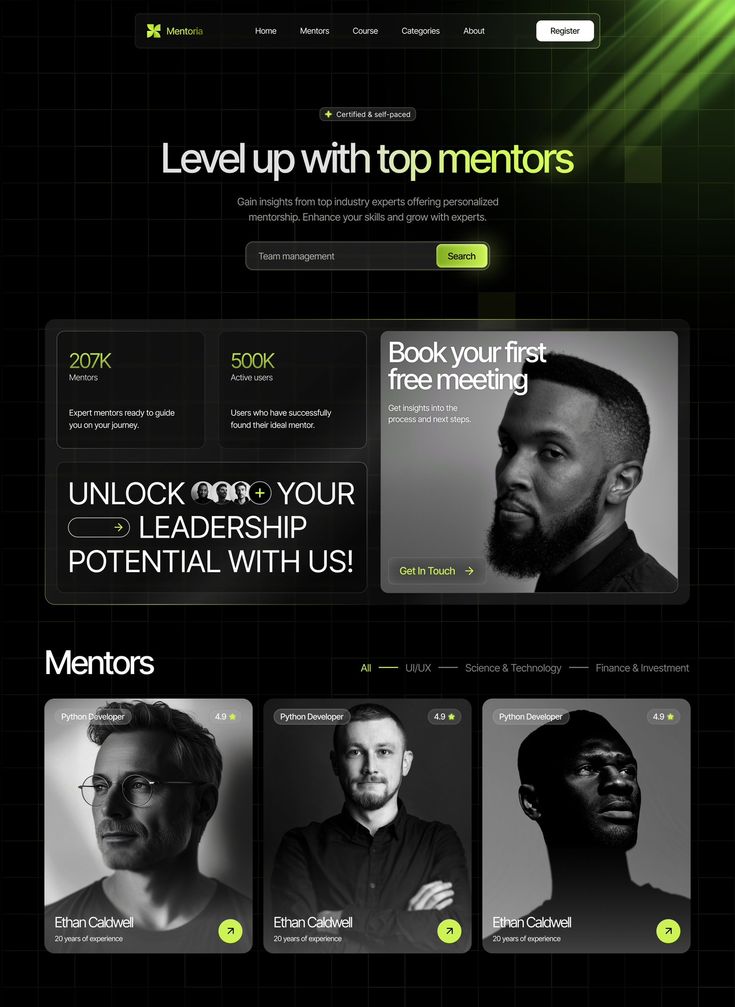 Mentoria
Home
Mentors
Course
Categories
About
Register
Certified & self-paced
Level up with top mentors
Gain insights from top industry experts offering personalized
mentorship. Enhance your skills and grow with experts.
Team management
Search
207K
Mentors
Expert mentors ready to guide
you on your journey.
500K
Active users
Users who have successfully
found their ideal mentor.
UNLOCK YOUR
LEADERSHIP
POTENTIAL WITH US!
Book your first
free meeting
Get insights into the
process and next steps.
Get In Touch
Mentors
All
UI/UX
Science & Technology
Finance & Investment
Python Developer
4.9
Ethan Caldwell
20 years of experience
Python Developer
4.9
Ethan Caldwell
20 years of experience
Python Developer
4.9
Ethan Caldwell
20 years of experience